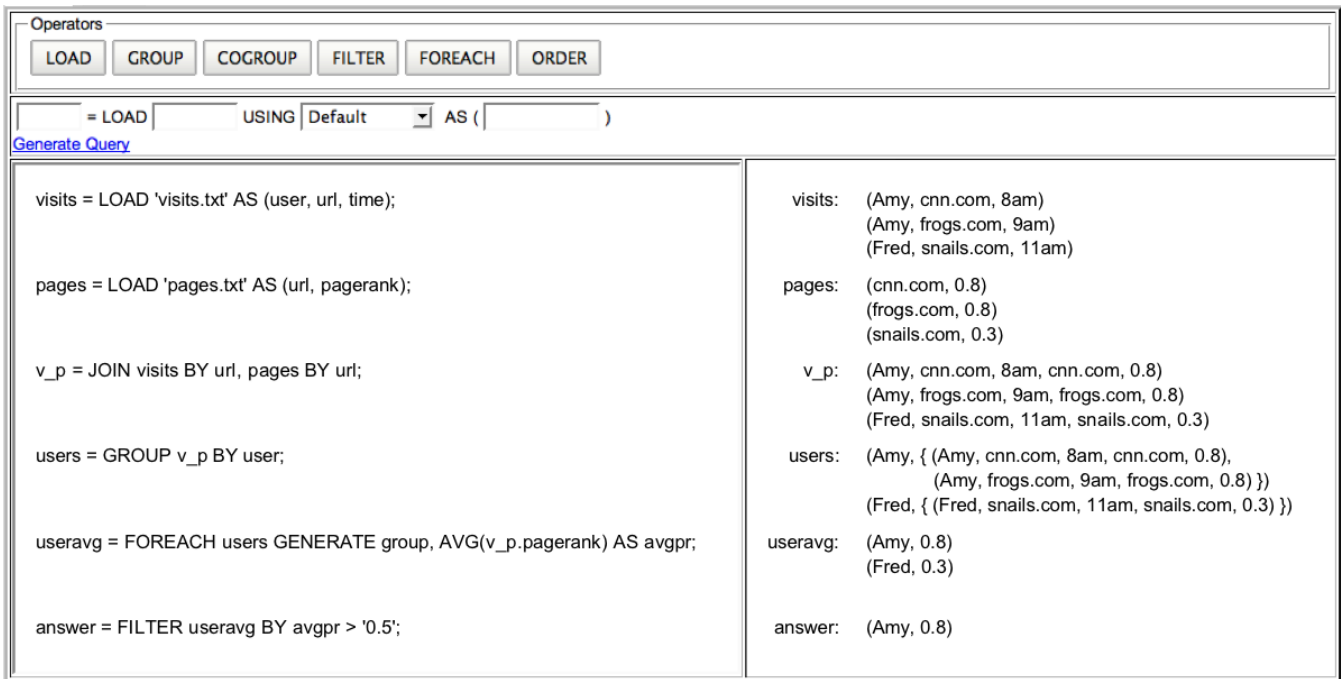 Operators
LOAD GROUP COGROUP FILTER FOREACH ORDER
= LOAD USING Default AS ( )
Generate Query
visits = LOAD 'visits.txt' AS (user, url, time);
pages = LOAD 'pages.txt' AS (url, pagerank);
v_p = JOIN visits BY url, pages BY url;
users = GROUP v_p BY user;
useravg = FOREACH users GENERATE group, AVG(v_p.pagerank) AS avgpr;
answer = FILTER useravg BY avgpr > '0.5';
visits: (Amy, cnn.com, 8am)
(Amy, frogs.com, 9am)
(Fred, snails.com, 11am)
pages: (cnn.com, 0.8)
(frogs.com, 0.8)
(snails.com, 0.3)
v_p: (Amy, cnn.com, 8am, cnn.com, 0.8)
(Amy, frogs.com, 9am, frogs.com, 0.8)
(Fred, snails.com, 11am, snails.com, 0.3)
users: (Amy, { (Amy, cnn.com, 8am, cnn.com, 0.8),
(Amy, frogs.com, 9am, frogs.com, 0.8) })
(Fred, { (Fred, snails.com, 11am, snails.com, 0.3) })
useravg: (Amy, 0.8)
(Fred, 0.3)
answer: (Amy, 0.8)